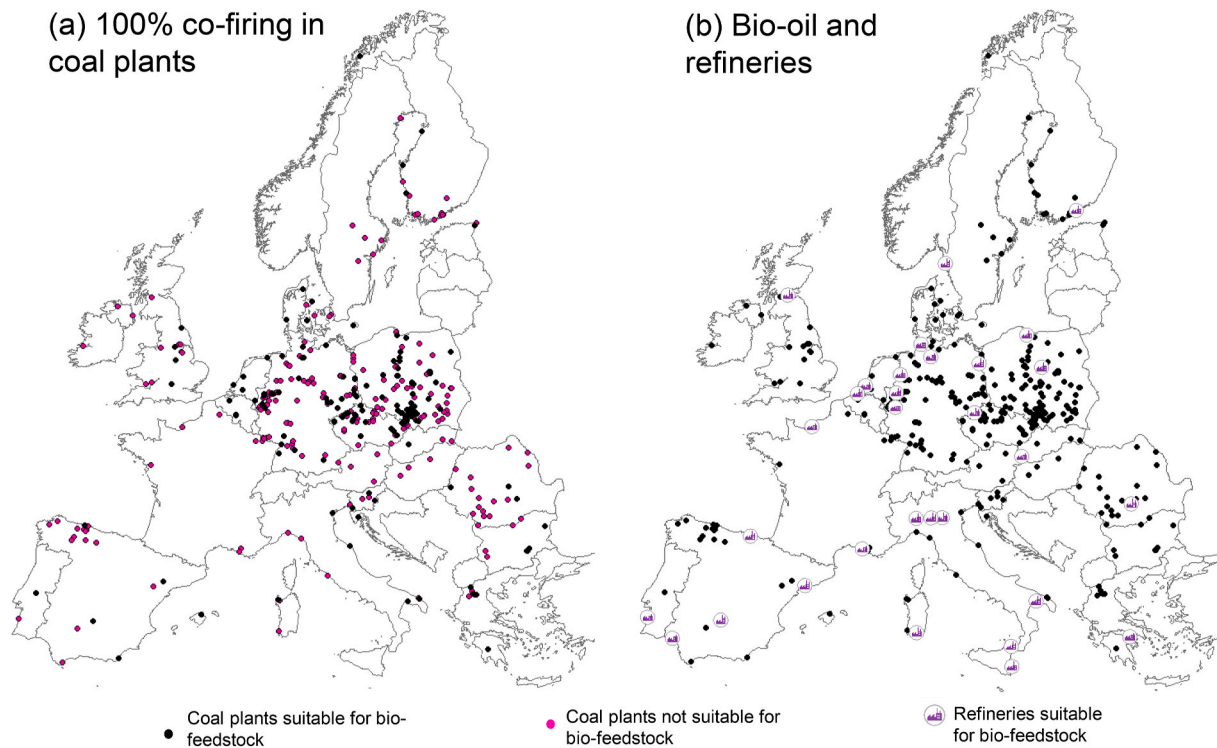 (a) 100% co-firing in
coal plants
(b) Bio-oil and
refineries
Coal plants suitable for bio-
feedstock
Coal plants not suitable for
bio-feedstock
Refineries suitable
for bio-feedstock